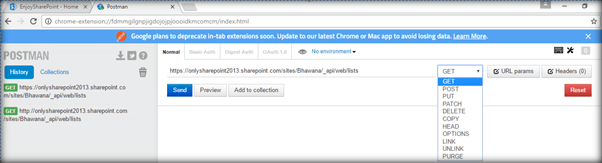 EnjoySharePoint - Home
Postman
chrome-extension://fdmmgilgnpjigdojojpjoooidkmcomcm/index.html
Google plans to deprecate in-tab extensions soon. Update to our latest Chrome or Mac app to avoid losing data. Learn More.
POSTMAN
Normal Basic Auth Digest Auth OAuth 1.0 No environment
History Collections
https://onlysharepoint2013.sharepoint.com/sites/Bhawana/_api/web/lists GET URL params Headers (0)
GET https://onlysharepoint2013.sharepoint.co
m/sites/Bhawana/_api/web/lists
Send Preview Add to collection Reset
GET http://onlysharepoint2013.sharepoint.com
/sites/Bhawana/_api/web/lists
GET
POST
PUT
PATCH
DELETE
COPY
HEAD
OPTIONS
LINK
UNLINK
PURGE